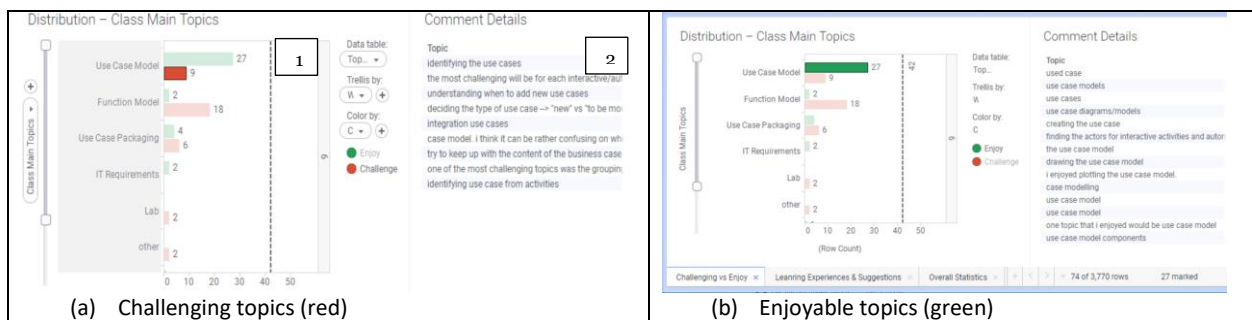 Distribution – Class Main Topics
Comment Details
1
2
Data table:
Top...
Trellis by:
Color by:
C
Enjoy
Challenge
Class Main Topics
Use Case Model
27
9
Function Model
2
18
Use Case Packaging
4
6
IT Requirements
2
Lab
2
other
2
0 10 20 30 40 50
6
Topic
identifying the use cases
the most challenging will be for each interactive/aut
understanding when to add new use cases
deciding the type of use case --> "new" vs "to be mo
integration use cases
case model. i think it can be rather confusing on wh
try to keep up with the content of the business case
one of the most challenging topics was the grouping
identifying use case from activities
(a) Challenging topics (red)
Distribution – Class Main Topics
Comment Details
Data table:
Top...
Trellis by:
Color by:
C
Enjoy
Challenge
Class Main Topics
Use Case Model
27
42
9
Function Model
2
18
Use Case Packaging
6
IT Requirements
2
Lab
2
other
2
0 10 20 30 40 50
(Row Count)
6
Topic
used case
use case models
use cases
use case diagrams/models
creating the use case
finding the actors for interactive activities and autor
the use case model
drawing the use case model
i enjoyed plotting the use case model.
case modelling
use case model
use case model
one topic that i enjoyed would be use case model
use case model components
Challenging vs Enjoy × Leanring Experiences & Suggestions × Overall Statistics × + < > 74 of 3,770 rows 27 marked
(b) Enjoyable topics (green)